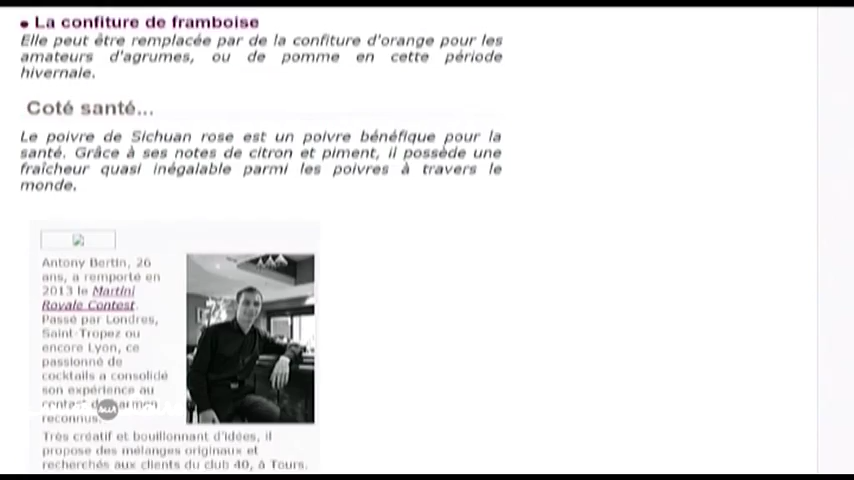 • La confiture de framboise
Elle peut être remplacée par de la confiture d'orange pour les
amateurs d'agrumes, ou de pomme en cette période
hivernale.
Coté santé...
Le poivre de Sichuan rose est un poivre bénéfique pour la
santé. Grâce à ses notes de citron et piment, il possède une
fraîcheur quasi inégalable parmi les poivres à travers le
monde.
Antony Bertin, 26
ans, a remporté en
2013 le Martini
Royale Contest.
Passé par Londres,
Saint-Tropez ou
encore Lyon, ce
passionné de
cocktails a consolidé
son expérience au
contact
reconnus.
Très créatif et bouillonnant d'idées, il
propose des mélanges originaux et
recherchés aux clients du club 40, à Tours.